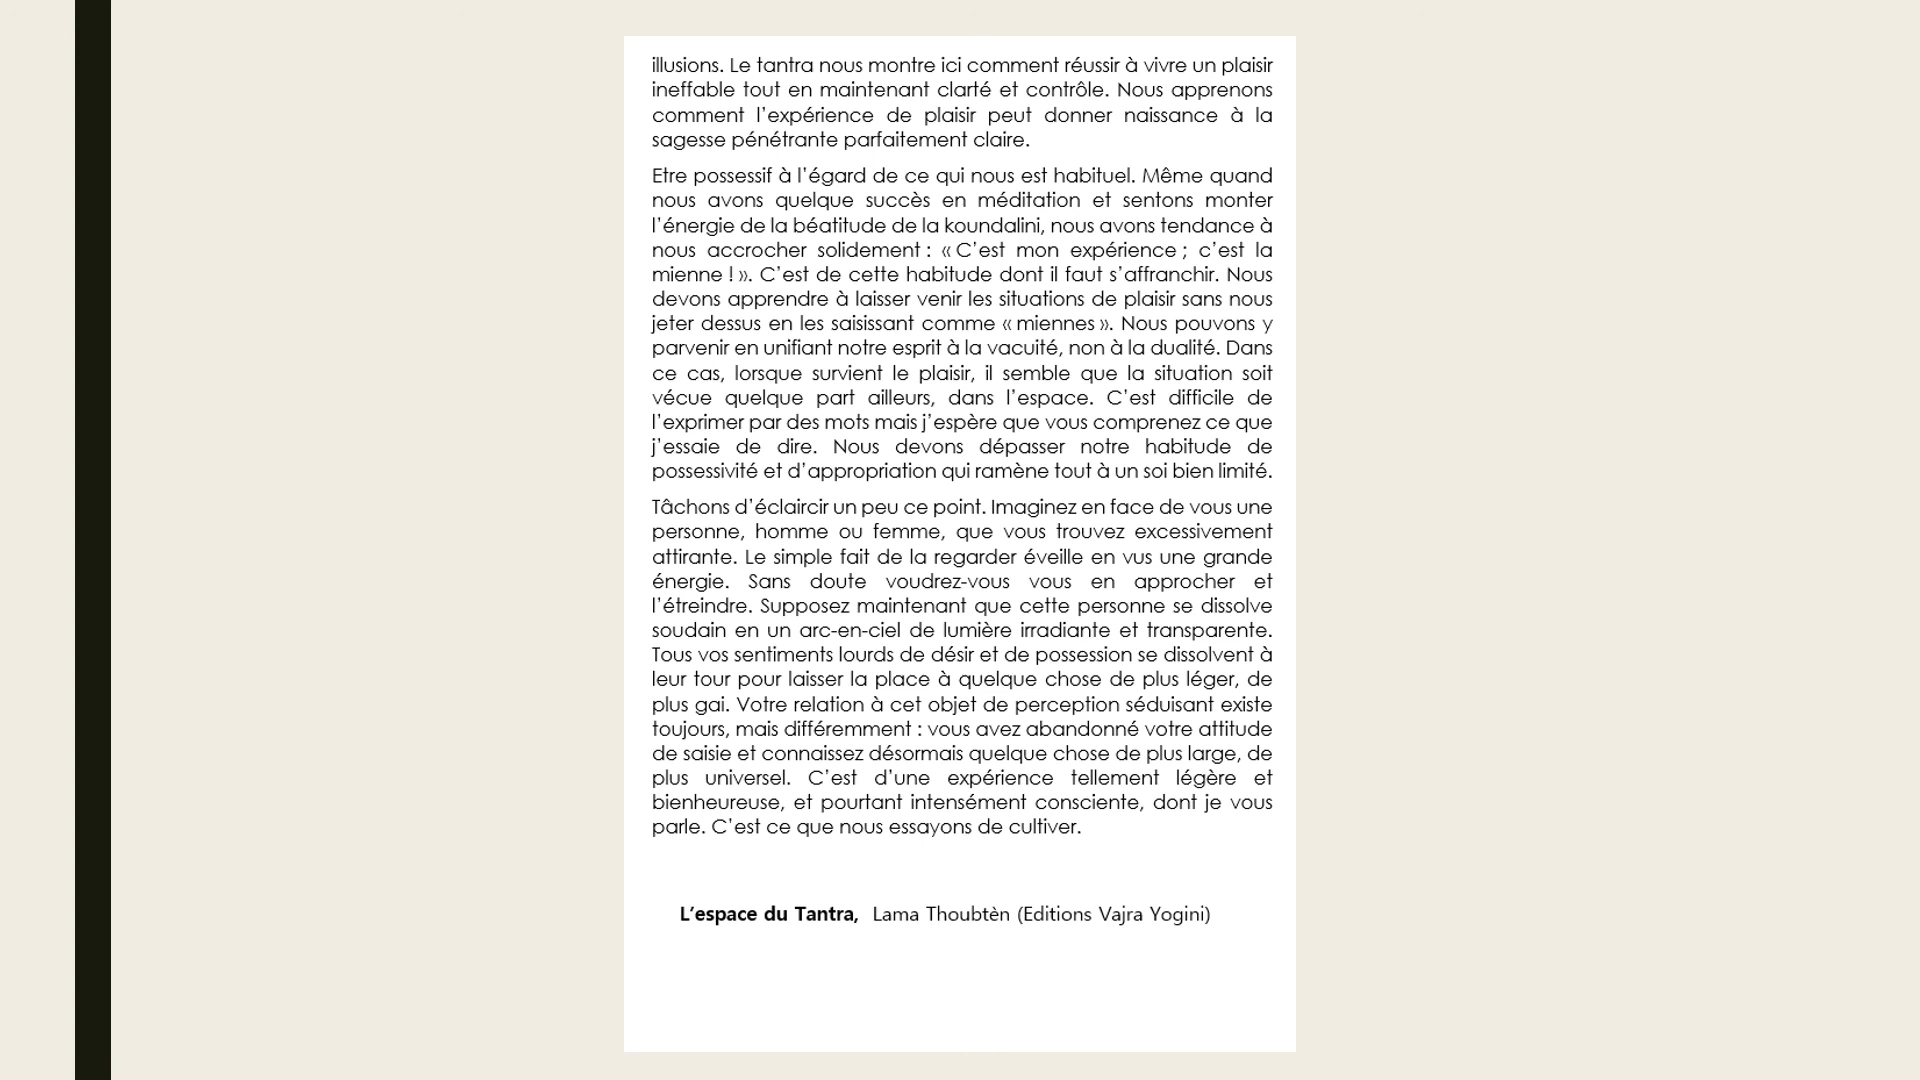 illusions. Le tantra nous montre ici comment réussir à vivre un plaisir
ineffable tout en maintenant clarté et contrôle. Nous apprenons
comment l’expérience de plaisir peut donner naissance à la
sagesse pénétrante parfaitement claire.
Etre possessif à l’égard de ce qui nous est habituel. Même quand
nous avons quelque succès en méditation et sentons monter
l’énergie de la béatitude de la koundalini, nous avons tendance à
nous accrocher solidement : « C’est mon expérience ; c’est la
mienne ! ». C’est de cette habitude dont il faut s’affranchir. Nous
devons apprendre à laisser venir les situations de plaisir sans nous
jeter dessus en les saisissant comme « miennes ». Nous pouvons y
parvenir en unifiant notre esprit à la vacuité, non à la dualité. Dans
ce cas, lorsque survient le plaisir, il semble que la situation soit
vécue quelque part ailleurs, dans l’espace. C’est difficile de
l’exprimer par des mots mais j’espère que vous comprenez ce que
j’essaie de dire. Nous devons dépasser notre habitude de
possessivité et d’appropriation qui ramène tout à un soi bien limité.
Tâchons d’éclaircir un peu ce point. Imaginez en face de vous une
personne, homme ou femme, que vous trouvez excessivement
attirante. Le simple fait de la regarder éveille en vus une grande
énergie. Sans doute voudrez-vous vous en approcher et
l’étreindre. Supposez maintenant que cette personne se dissolve
soudain en un arc-en-ciel de lumière irradiante et transparente.
Tous vos sentiments lourds de désir et de possession se dissolvent à
leur tour pour laisser la place à quelque chose de plus léger, de
plus gai. Votre relation à cet objet de perception séduisant existe
toujours, mais différemment : vous avez abandonné votre attitude
de saisie et connaissez désormais quelque chose de plus large, de
plus universel. C’est d’une expérience tellement légère et
bienheureuse, et pourtant intensément consciente, dont je vous
parle. C’est ce que nous essayons de cultiver.
L’espace du Tantra, Lama Thoubtèn (Editions Vajra Yogini)